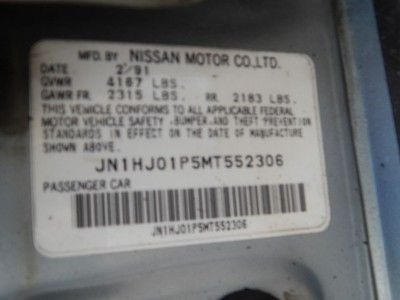 MFD.BY NISSAN MOTOR CO.,LTD.
DATE 2/91
GVWR 4187 LBS.
GAWR FR. 2315 LBS. RR. 2183 LBS.
THIS VEHICLE CONFORMS TO ALL APPLICABLE FEDERAL
MOTOR VEHICLE SAFETY, BUMPER, AND THEFT PREVENTION
STANDARDS IN EFFECT ON THE DATE OF MANUFACTURE
SHOWN ABOVE.
JN1HJ01P5MT552306
PASSENGER CAR
JN1HJ01P5MT552306